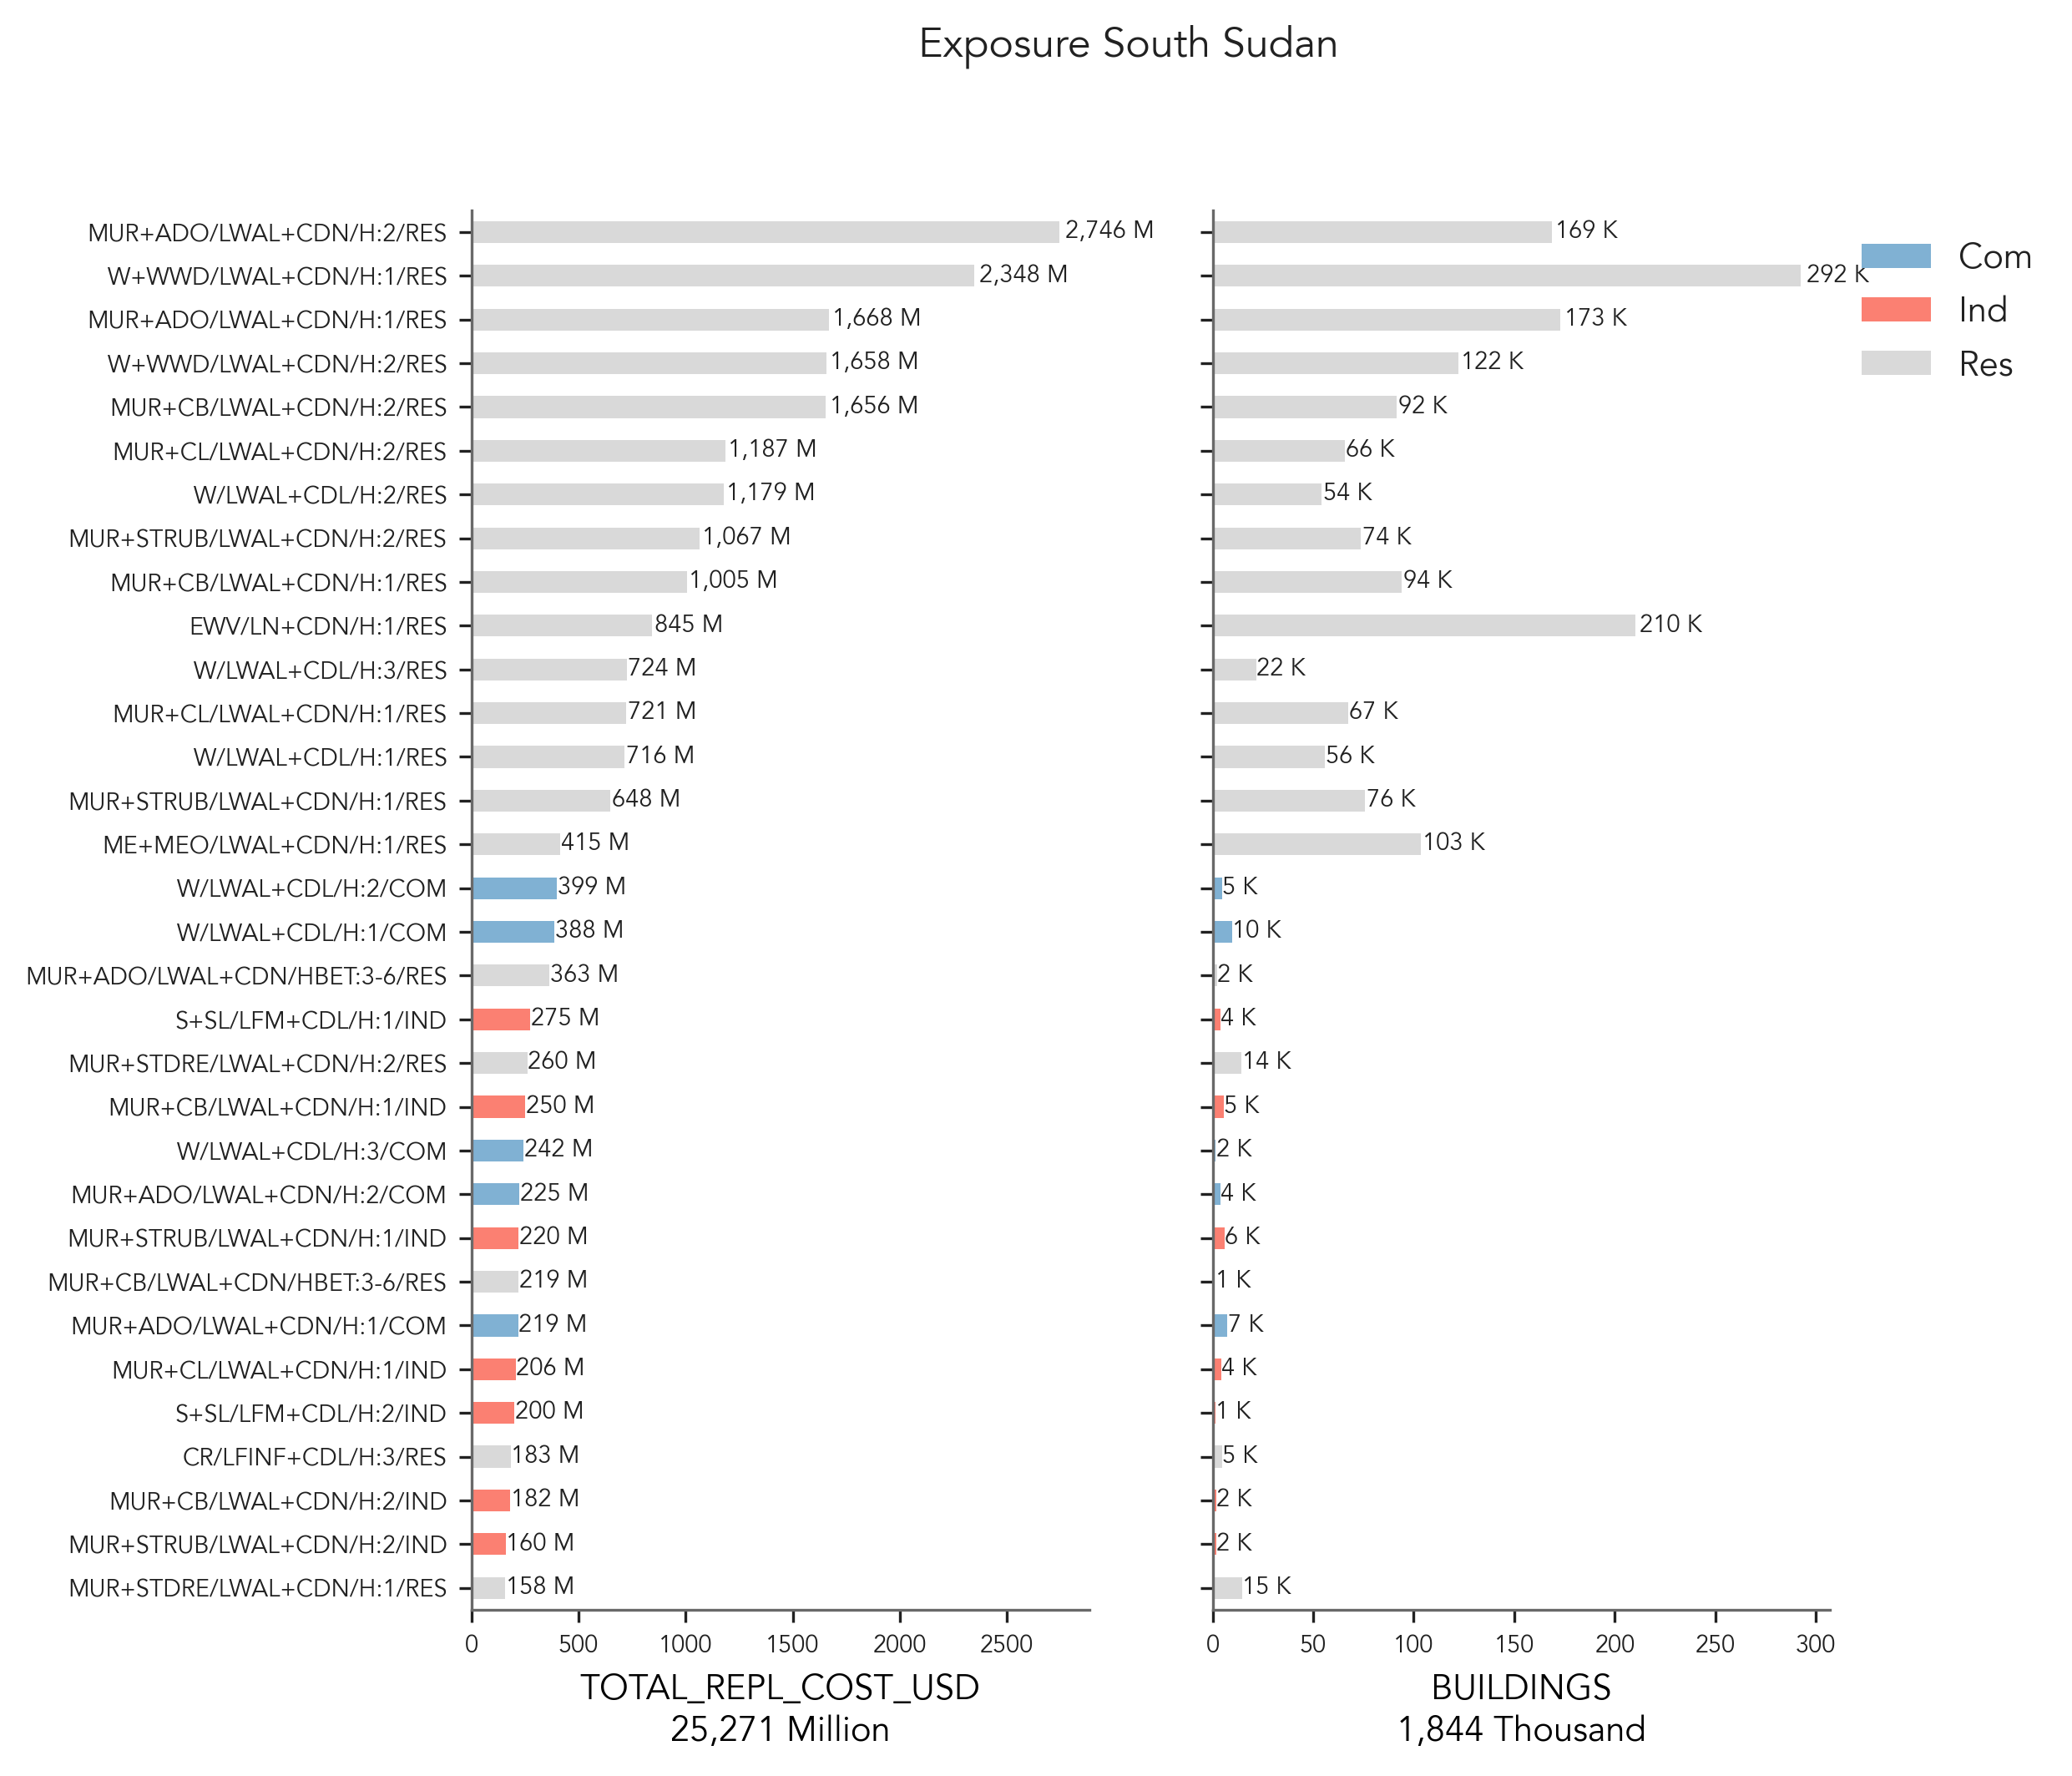 Exposure South Sudan
MUR+ADO/LWAL+CDN/H:2/RES 2,746 M 169 K
W+WWD/LWAL+CDN/H:1/RES 2,348 M 292 K
MUR+ADO/LWAL+CDN/H:1/RES 1,668 M 173 K
W+WWD/LWAL+CDN/H:2/RES 1,658 M 122 K
MUR+CB/LWAL+CDN/H:2/RES 1,656 M 92 K
MUR+CL/LWAL+CDN/H:2/RES 1,187 M 66 K
W/LWAL+CDL/H:2/RES 1,179 M 54 K
MUR+STRUB/LWAL+CDN/H:2/RES 1,067 M 74 K
MUR+CB/LWAL+CDN/H:1/RES 1,005 M 94 K
EWV/LN+CDN/H:1/RES 845 M 210 K
W/LWAL+CDL/H:3/RES 724 M 22 K
MUR+CL/LWAL+CDN/H:1/RES 721 M 67 K
W/LWAL+CDL/H:1/RES 716 M 56 K
MUR+STRUB/LWAL+CDN/H:1/RES 648 M 76 K
ME+MEO/LWAL+CDN/H:1/RES 415 M 103 K
W/LWAL+CDL/H:2/COM 399 M 5 K
W/LWAL+CDL/H:1/COM 388 M 10 K
MUR+ADO/LWAL+CDN/HBET:3-6/RES 363 M 2 K
S+SL/LFM+CDL/H:1/IND 275 M 4 K
MUR+STDRE/LWAL+CDN/H:2/RES 260 M 14 K
MUR+CB/LWAL+CDN/H:1/IND 250 M 5 K
W/LWAL+CDL/H:3/COM 242 M 2 K
MUR+ADO/LWAL+CDN/H:2/COM 225 M 4 K
MUR+STRUB/LWAL+CDN/H:1/IND 220 M 6 K
MUR+CB/LWAL+CDN/HBET:3-6/RES 219 M 1 K
MUR+ADO/LWAL+CDN/H:1/COM 219 M 7 K
MUR+CL/LWAL+CDN/H:1/IND 206 M 4 K
S+SL/LFM+CDL/H:2/IND 200 M 1 K
CR/LFINF+CDL/H:3/RES 183 M 5 K
MUR+CB/LWAL+CDN/H:2/IND 182 M 2 K
MUR+STRUB/LWAL+CDN/H:2/IND 160 M 2 K
MUR+STDRE/LWAL+CDN/H:1/RES 158 M 15 K
0 500 1000 1500 2000 2500
TOTAL_REPL_COST_USD
25,271 Million
0 50 100 150 200 250 300
BUILDINGS
1,844 Thousand
Com
Ind
Res